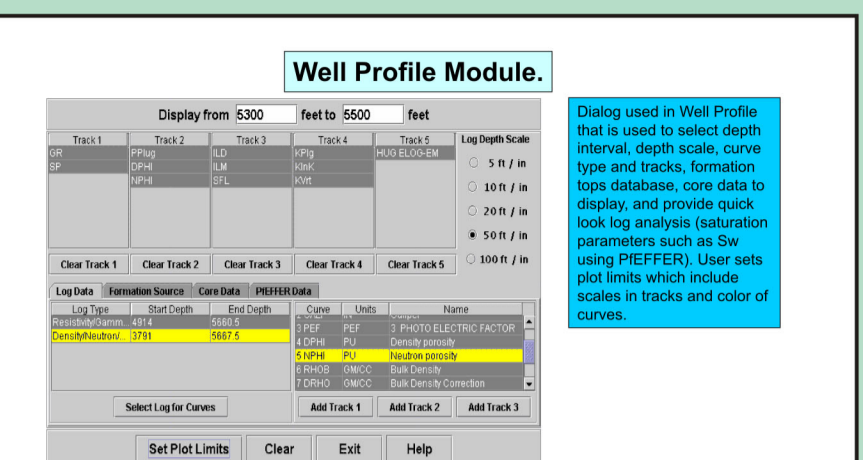 Well Profile Module.
Display from 5300 feet to 5500 feet
Track 1 Track 2 Track 3 Track 4 Track 5 Log Depth Scale
GR PPlug ILD KPlg HUG ELOG-EM
SP DPHI ILM KlnK 5 ft / in
NPHI SFL KVrt
10 ft / in
20 ft / in
50 ft / in
100 ft / in
Clear Track 1 Clear Track 2 Clear Track 3 Clear Track 4 Clear Track 5
Log Data Formation Source Core Data PfEFFER Data
Log Type Start Depth End Depth Curve Units Name
Resistivity/Gamm... 4914 5660.5
Density/Neutron/... 3791 5667.5
3 PEF PEF 3 PHOTO ELECTRIC FACTOR
4 DPHI PU Density porosity
5 NPHI PU Neutron porosity
6 RHOB GM/CC Bulk Density
7 DRHO GM/CC Bulk Density Correction
Select Log for Curves Add Track 1 Add Track 2 Add Track 3
Set Plot Limits Clear Exit Help
Dialog used in Well Profile
that is used to select depth
interval, depth scale, curve
type and tracks, formation
tops database, core data to
display, and provide quick
look log analysis (saturation
parameters such as Sw
using PfEFFER). User sets
plot limits which include
scales in tracks and color of
curves.